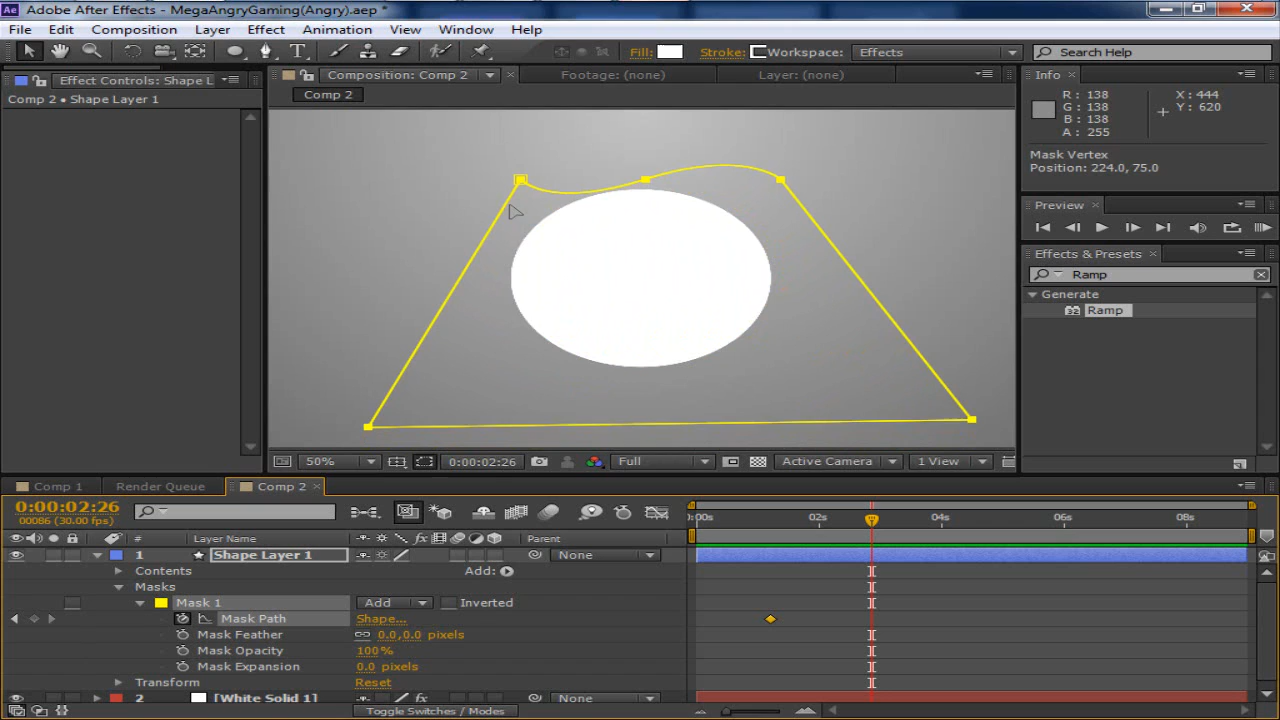 Adobe After Effects - MegaAngryGaming(Angry).aep *
File Edit Composition Layer Effect Animation View Window Help
Fill: Stroke: Workspace: Effects Search Help
Effect Controls: Shape L
Comp 2 • Shape Layer 1
Composition: Comp 2 Footage: (none) Layer: (none)
Comp 2
Info
R : 138
G : 138
B : 138
A : 255
X : 444
Y : 620
Mask Vertex
Position: 224.0, 75.0
Preview
Effects & Presets
Ramp
Generate
32 Ramp
50% 0:00:02:26 Full Active Camera 1 View
Comp 1 Render Queue Comp 2
0:00:02:26
00086 (30.00 fps)
:00s 02s 04s 06s 08s
Layer Name fx Parent
1 Shape Layer 1 None
Contents Add:
Masks
Mask 1 Add Inverted
Mask Path Shape...
Mask Feather 0.0,0.0 pixels
Mask Opacity 100%
Mask Expansion 0.0 pixels
Transform Reset
2 [White Solid 1] fx None
Toggle Switches / Modes